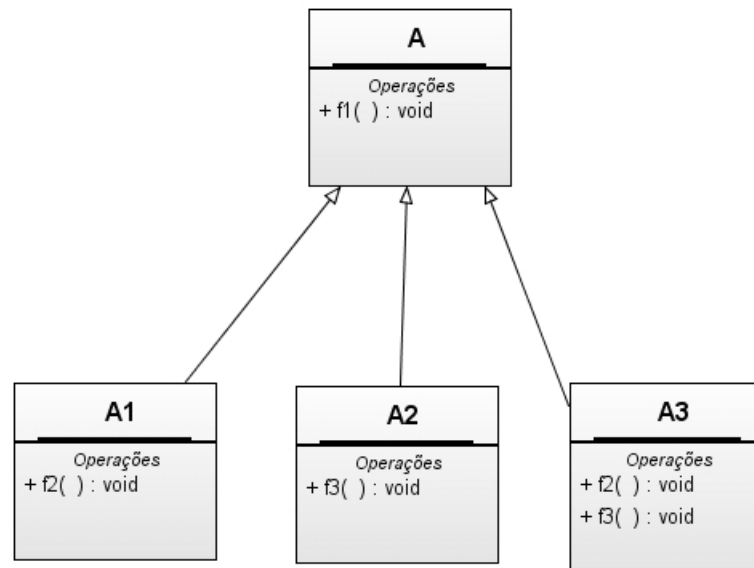 A
Operações
+ f1( ) : void
A1
Operações
+ f2( ) : void
A2
Operações
+ f3( ) : void
A3
Operações
+ f2( ) : void
+ f3( ) : void